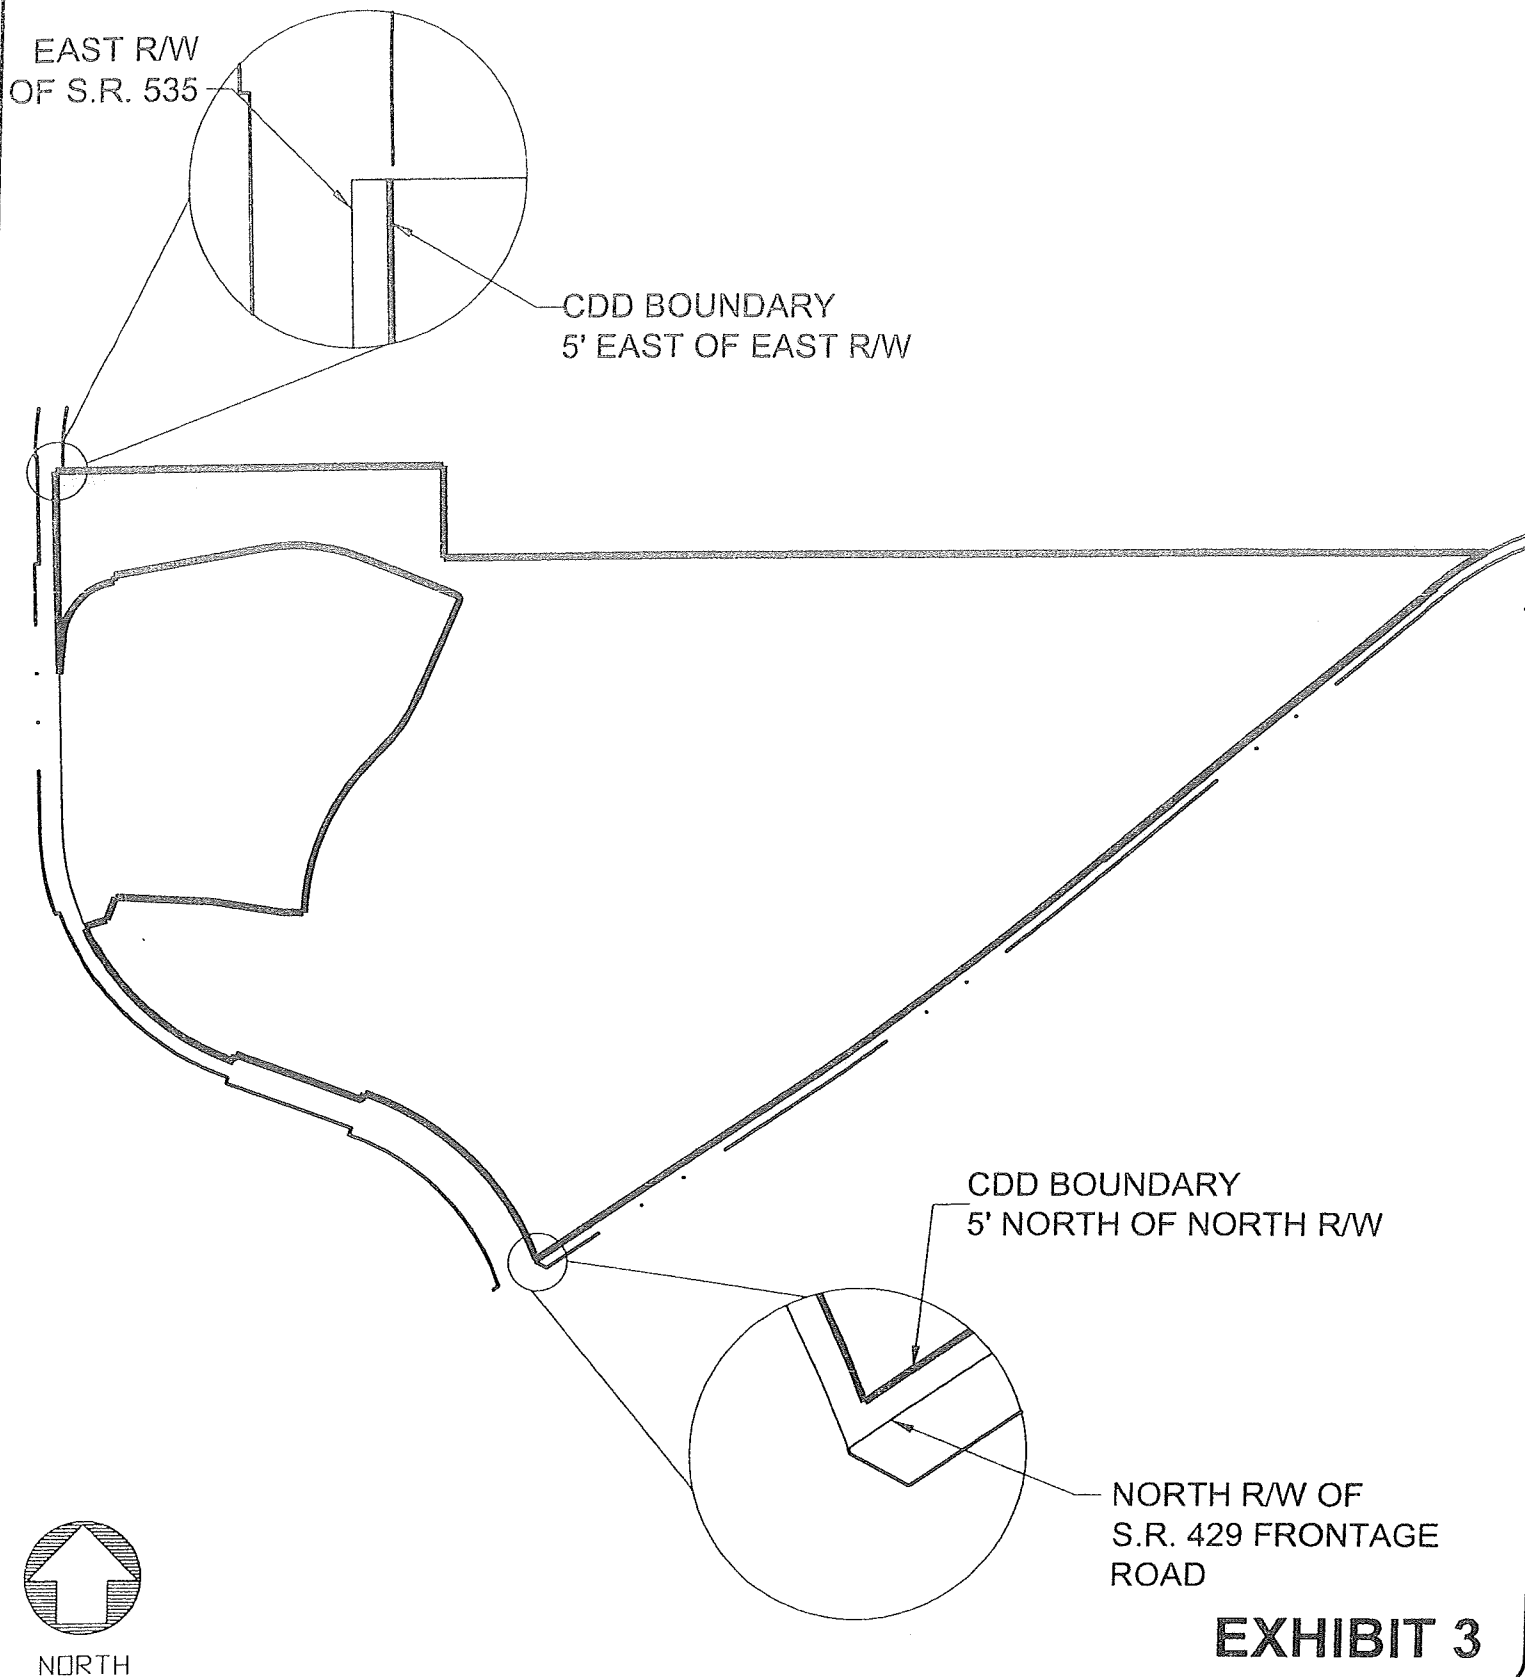 EAST R/W
OF S.R. 535
CDD BOUNDARY
5' EAST OF EAST R/W
CDD BOUNDARY
5' NORTH OF NORTH R/W
NORTH R/W OF
S.R. 429 FRONTAGE
ROAD
EXHIBIT 3
NORTH